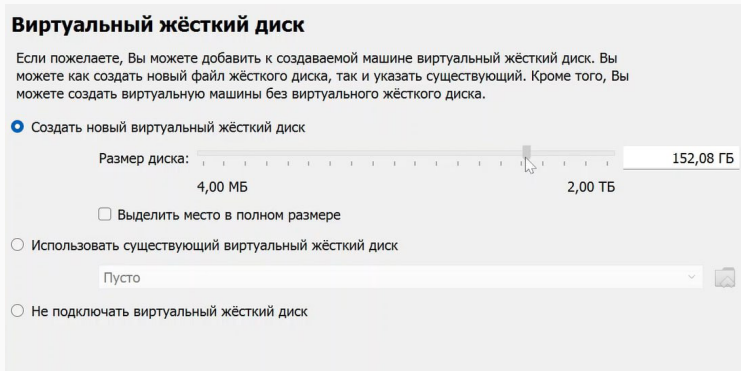 Виртуальный жёсткий диск
Если пожелаете, Вы можете добавить к создаваемой машине виртуальный жёсткий диск. Вы
можете как создать новый файл жёсткого диска, так и указать существующий. Кроме того, Вы
можете создать виртуальную машины без виртуального жёсткого диска.
Создать новый виртуальный жёсткий диск
Размер диска: 152,08 ГБ
4,00 МБ 2,00 ТБ
Выделить место в полном размере
Использовать существующий виртуальный жёсткий диск
Пусто
Не подключать виртуальный жёсткий диск